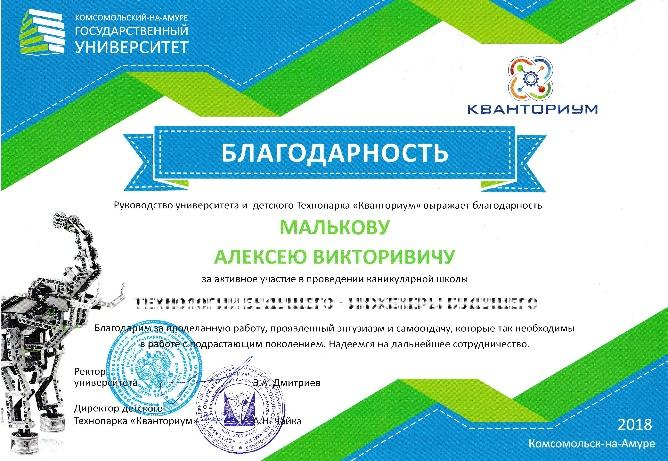 КОМСОМОЛЬСКИЙ-НА-АМУРЕ
ГОСУДАРСТВЕННЫЙ
УНИВЕРСИТЕТ
КВАНТОРИУМ
БЛАГОДАРНОСТЬ
Руководство университета и детского Технопарка «Кванториум» выражает благодарность
МАЛЬКОВУ
АЛЕКСЕЮ ВИКТОРИВИЧУ
за активное участие в проведении каникулярной школы
ТЕХНОЛОГИИ БУДУЩЕГО - ИНЖЕНЕРЫ БУДУЩЕГО
Благодарим за проделанную работу, проявленный энтузиазм и самоотдачу, которые так необходимы
в работе с подрастающим поколением. Надеемся на дальнейшее сотрудничество.
Ректор
университета Э.А. Дмитриев
Директор детского
Технопарка «Кванториум» А.Н. Чайка
2018
Комсомольск-на-Амуре